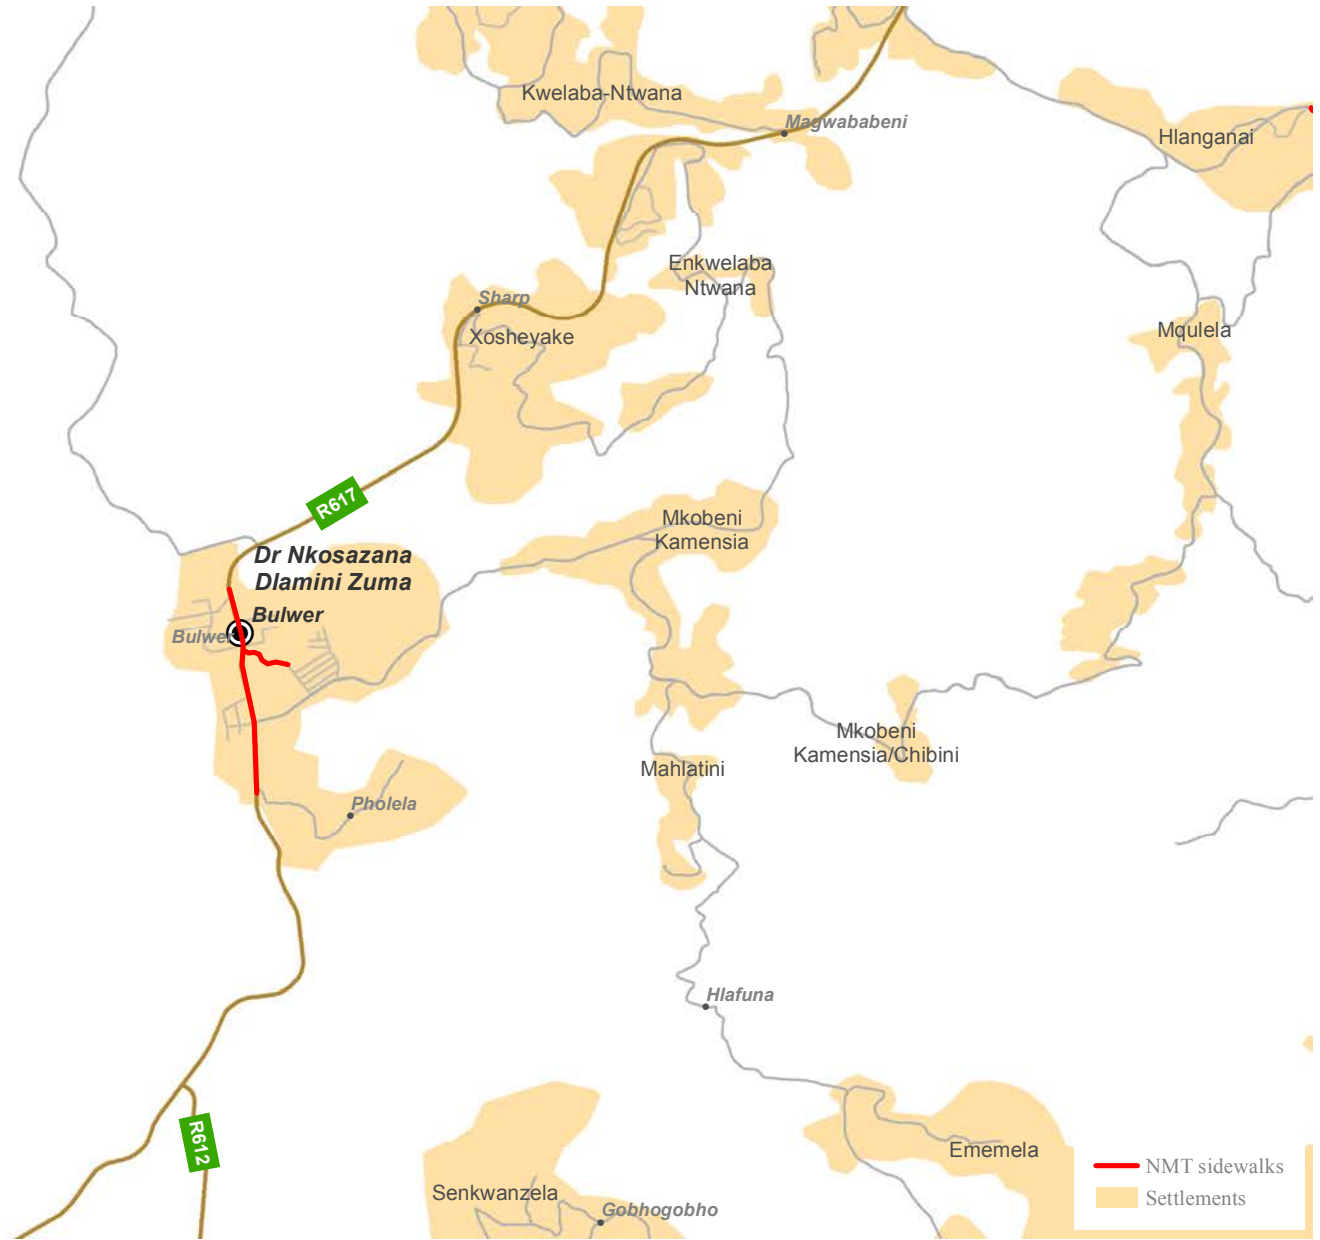 Kwelaba-Ntwana
Magwababeni
Hlanganai
Enkwelaba
Ntwana
Sharp
Xosheyake
Mqulela
R617
Mkobeni
Kamensia
Dr Nkosazana
Dlamini Zuma
Bulwer
Bulwer
Mkobeni
Kamensia/Chibini
Mahlatini
Pholela
Hlafuna
R612
Ememela
NMT sidewalks
Settlements
Senkwanzela
Gobhogobho